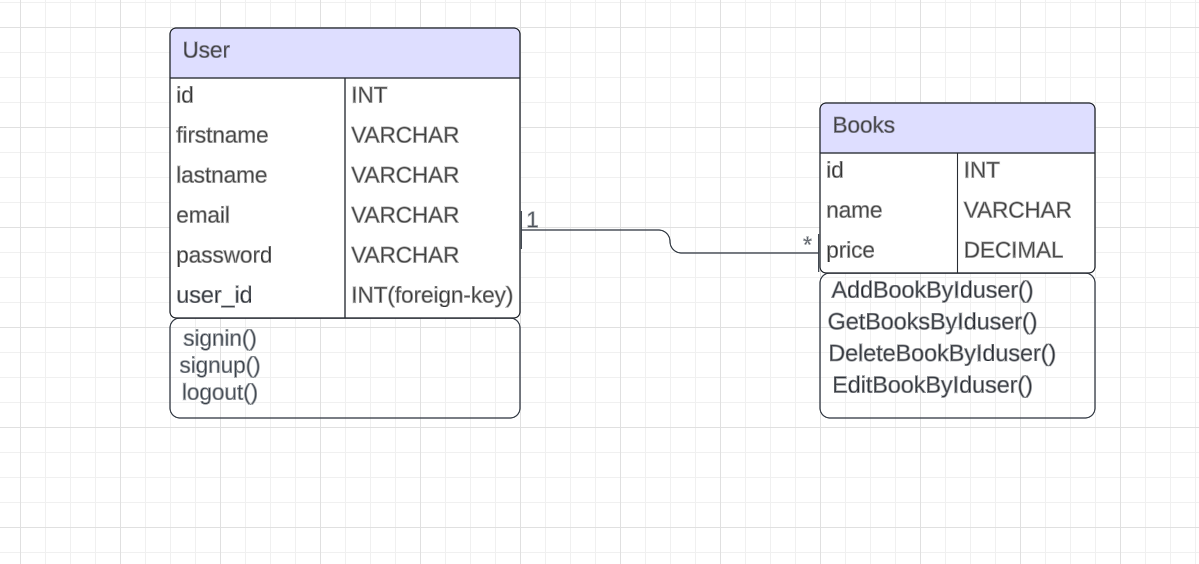 User
id INT
firstname VARCHAR
lastname VARCHAR
email VARCHAR
password VARCHAR
user_id INT(foreign-key)
signin()
signup()
logout()
1
*
Books
id INT
name VARCHAR
price DECIMAL
AddBookByIduser()
GetBooksByIduser()
DeleteBookByIduser()
EditBookByIduser()